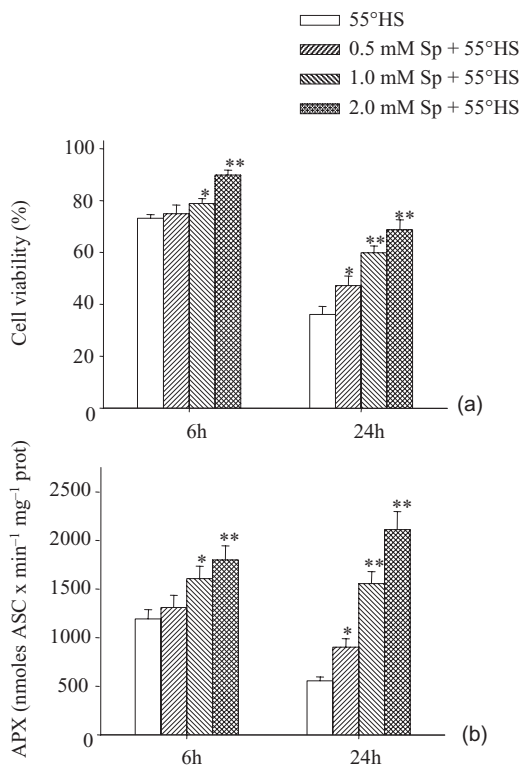 55°HS
0.5 mM Sp + 55°HS
1.0 mM Sp + 55°HS
2.0 mM Sp + 55°HS
100
80
60
40
20
0
Cell viability (%)
* ** * ** **
6h 24h
(a)
2500
2000
1500
1000
500
0
APX (nmoles ASC x min⁻¹ mg⁻¹ prot)
* ** * ** **
6h 24h
(b)